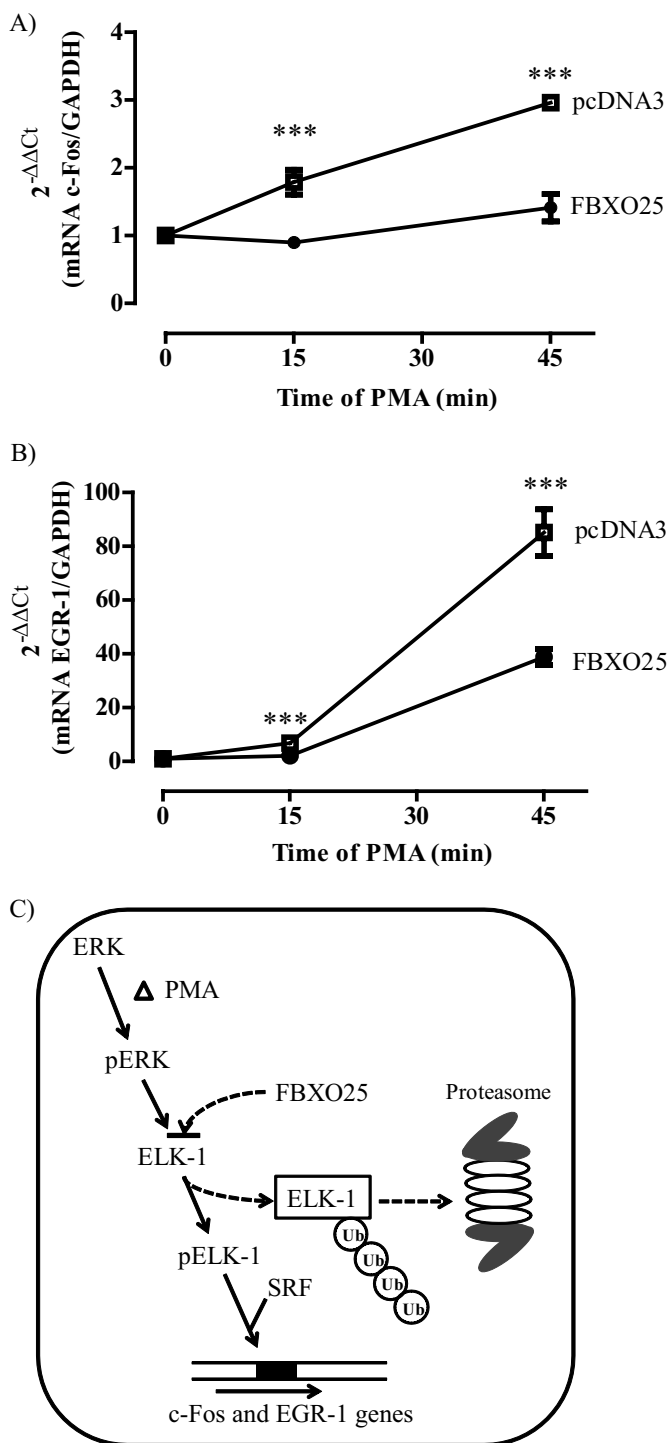 A)
2-ΔΔCt
(mRNA c-Fos/GAPDH)
4
3
2
1
0
***
***
pcDNA3
FBXO25
0
15
30
45
Time of PMA (min)
B)
2-ΔΔCt
(mRNA EGR-1/GAPDH)
100
80
60
40
20
0
***
***
pcDNA3
FBXO25
0
15
30
45
Time of PMA (min)
C)
ERK
Δ PMA
pERK
FBXO25
Proteasome
ELK-1
ELK-1
Ub
Ub
Ub
Ub
pELK-1
SRF
c-Fos and EGR-1 genes